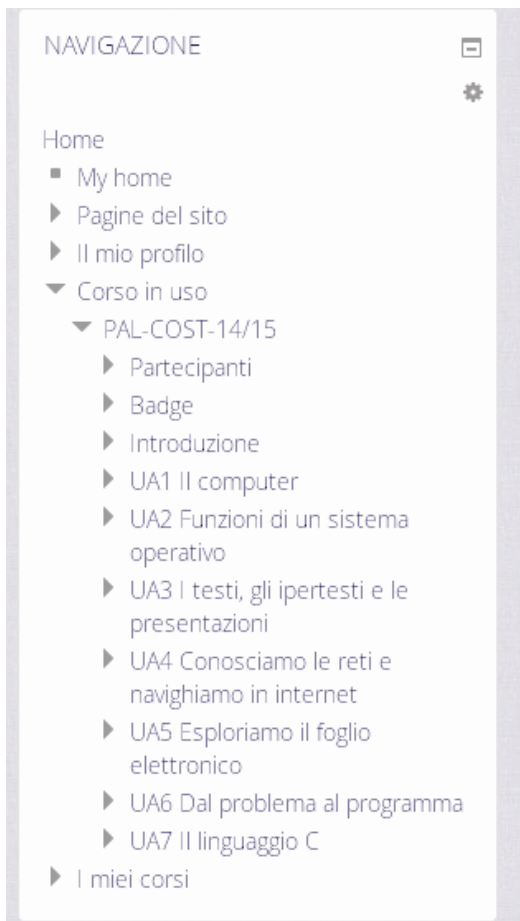 NAVIGAZIONE
Home
My home
Pagine del sito
Il mio profilo
Corso in uso
PAL-COST-14/15
Partecipanti
Badge
Introduzione
UA1 Il computer
UA2 Funzioni di un sistema
operativo
UA3 I testi, gli ipertesti e le
presentazioni
UA4 Conosciamo le reti e
navighiamo in internet
UA5 Esploriamo il foglio
elettronico
UA6 Dal problema al programma
UA7 Il linguaggio C
I miei corsi